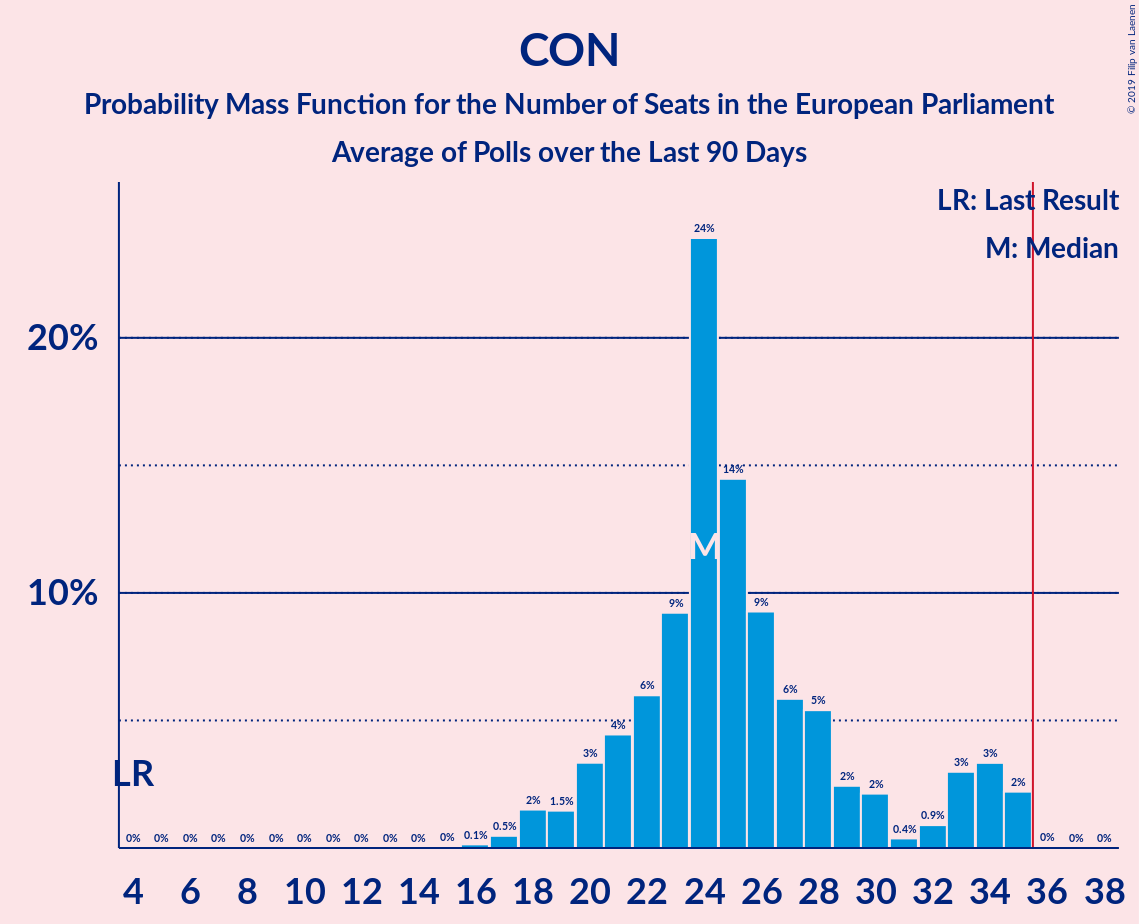 CON
Probability Mass Function for the Number of Seats in the European Parliament
Average of Polls over the Last 90 Days
© 2019 Filip van Laenen
LR: Last Result
M: Median
20%
10%
24%
14%
9%
9%
6%
6%
5%
4%
3%
3%
3%
2%
1.5%
2%
2%
2%
0.9%
0.5%
0.4%
0.1%
0% 0% 0% 0% 0% 0% 0% 0% 0% 0% 0% 0% 0% 0% 0%
M
LR
4 6 8 10 12 14 16 18 20 22 24 26 28 30 32 34 36 38